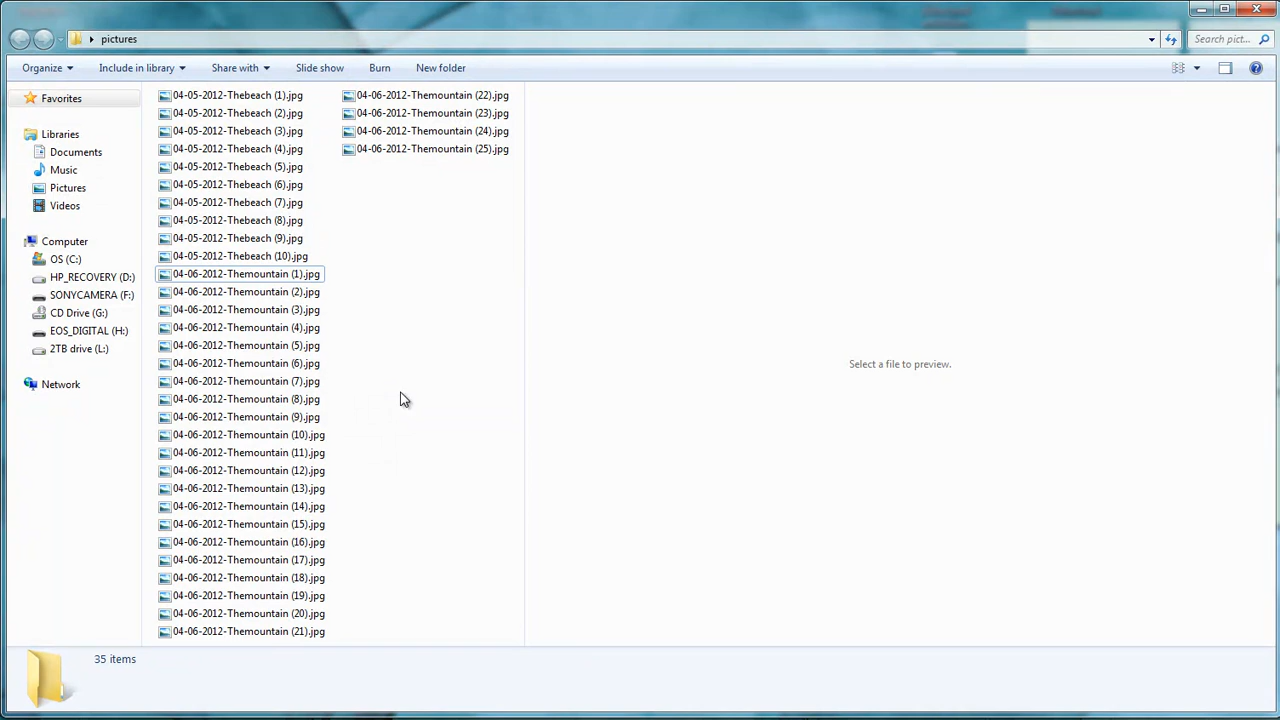 pictures
Search pict...
Organize Include in library Share with Slide show Burn New folder
Favorites
Libraries
Documents
Music
Pictures
Videos
Computer
OS (C:)
HP_RECOVERY (D:)
SONYCAMERA (F:)
CD Drive (G:)
EOS_DIGITAL (H:)
2TB drive (L:)
Network
04-05-2012-Thebeach (1).jpg
04-05-2012-Thebeach (2).jpg
04-05-2012-Thebeach (3).jpg
04-05-2012-Thebeach (4).jpg
04-05-2012-Thebeach (5).jpg
04-05-2012-Thebeach (6).jpg
04-05-2012-Thebeach (7).jpg
04-05-2012-Thebeach (8).jpg
04-05-2012-Thebeach (9).jpg
04-05-2012-Thebeach (10).jpg
04-06-2012-Themountain (1).jpg
04-06-2012-Themountain (2).jpg
04-06-2012-Themountain (3).jpg
04-06-2012-Themountain (4).jpg
04-06-2012-Themountain (5).jpg
04-06-2012-Themountain (6).jpg
04-06-2012-Themountain (7).jpg
04-06-2012-Themountain (8).jpg
04-06-2012-Themountain (9).jpg
04-06-2012-Themountain (10).jpg
04-06-2012-Themountain (11).jpg
04-06-2012-Themountain (12).jpg
04-06-2012-Themountain (13).jpg
04-06-2012-Themountain (14).jpg
04-06-2012-Themountain (15).jpg
04-06-2012-Themountain (16).jpg
04-06-2012-Themountain (17).jpg
04-06-2012-Themountain (18).jpg
04-06-2012-Themountain (19).jpg
04-06-2012-Themountain (20).jpg
04-06-2012-Themountain (21).jpg
04-06-2012-Themountain (22).jpg
04-06-2012-Themountain (23).jpg
04-06-2012-Themountain (24).jpg
04-06-2012-Themountain (25).jpg
Select a file to preview.
35 items